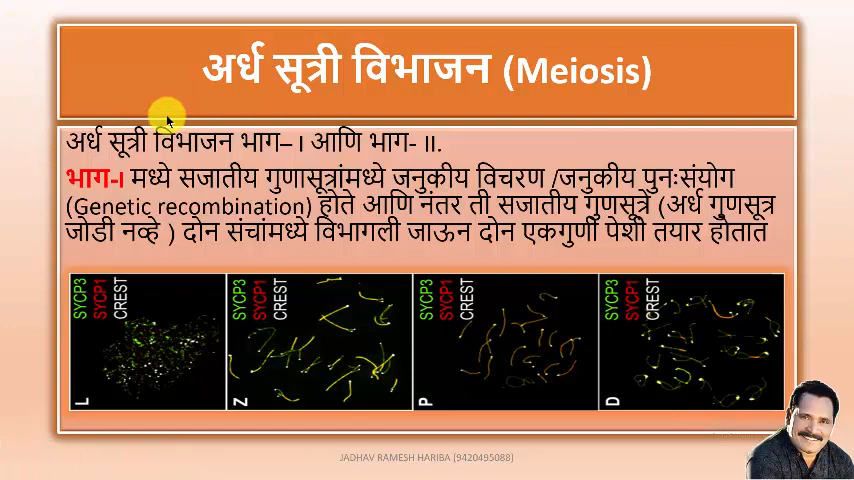 अर्ध सूत्री विभाजन (Meiosis)
अर्ध सूत्री विभाजन भाग– I आणि भाग- II.
भाग-I मध्ये सजातीय गुणासूत्रांमध्ये जनुकीय विचरण /जनुकीय पुनःसंयोग
(Genetic recombination) होते आणि नंतर ती सजातीय गुणसूत्रे (अर्ध गुणसूत्र
जोडी नव्हे ) दोन संचांमध्ये विभागली जाऊन दोन एकगुणी पेशी तयार होतात
SYCP3
SYCP1
CREST
L
SYCP3
SYCP1
CREST
Z
SYCP3
SYCP1
CREST
P
SYCP3
SYCP1
CREST
D
JADHAV RAMESH HARIBA (9420495088)